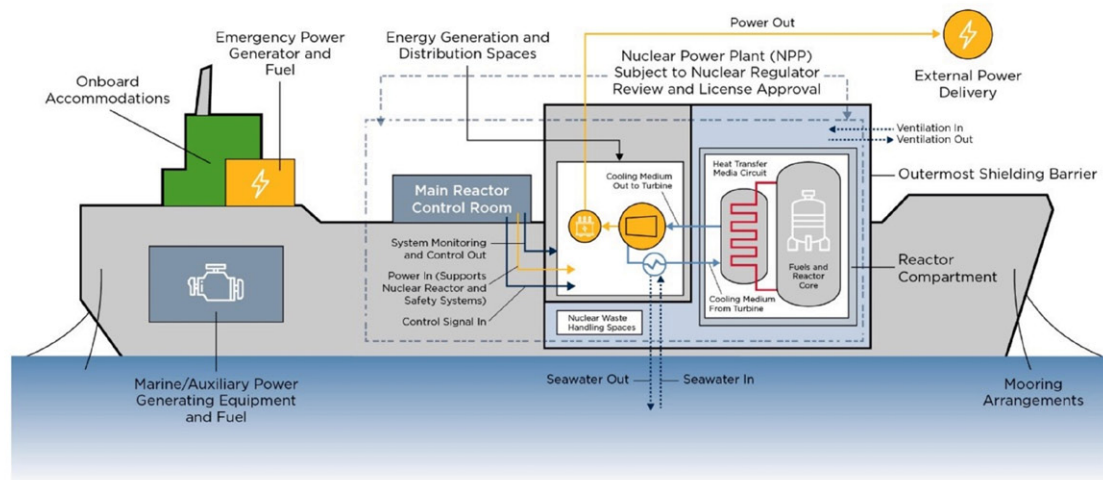 Power Out
Emergency Power
Generator and
Fuel
Energy Generation and
Distribution Spaces
Nuclear Power Plant (NPP)
Subject to Nuclear Regulator
Review and License Approval
External Power
Delivery
Onboard
Accommodations
Ventilation In
Ventilation Out
Main Reactor
Control Room
Cooling Medium
Out to Turbine
Heat Transfer
Media Circuit
Outermost Shielding Barrier
System Monitoring
and Control Out
Power In (Supports
Nuclear Reactor and
Safety Systems)
Control Signal In
Fuels and
Reactor
Core
Reactor
Compartment
Cooling Medium
From Turbine
Nuclear Waste
Handling Spaces
Marine/Auxiliary Power
Generating Equipment
and Fuel
Seawater Out
Seawater In
Mooring
Arrangements